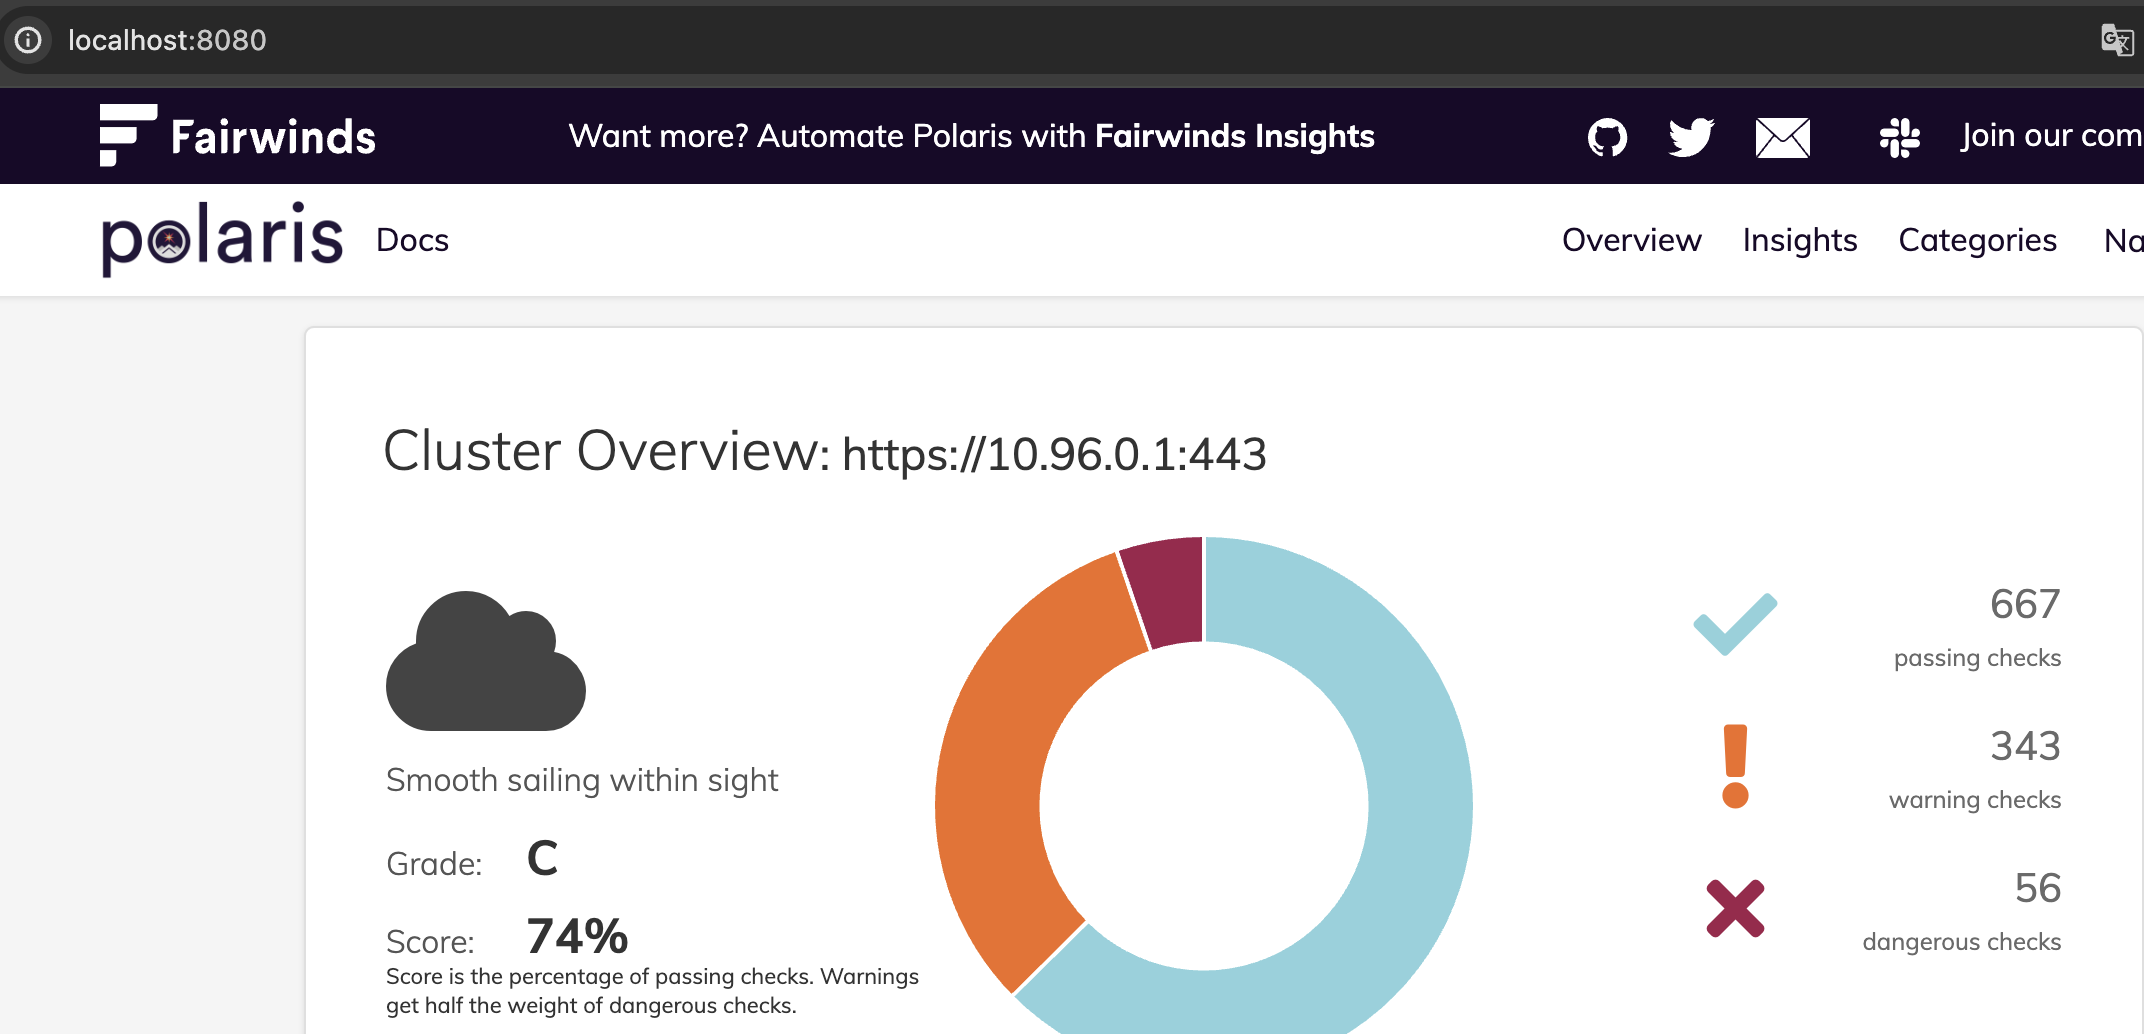 localhost:8080
Fairwinds
Want more? Automate Polaris with Fairwinds Insights
Join our com
polaris
Docs
Overview
Insights
Categories
Na
Cluster Overview: https://10.96.0.1:443
Smooth sailing within sight
Grade: C
Score: 74%
Score is the percentage of passing checks. Warnings
get half the weight of dangerous checks.
667
passing checks
343
warning checks
56
dangerous checks